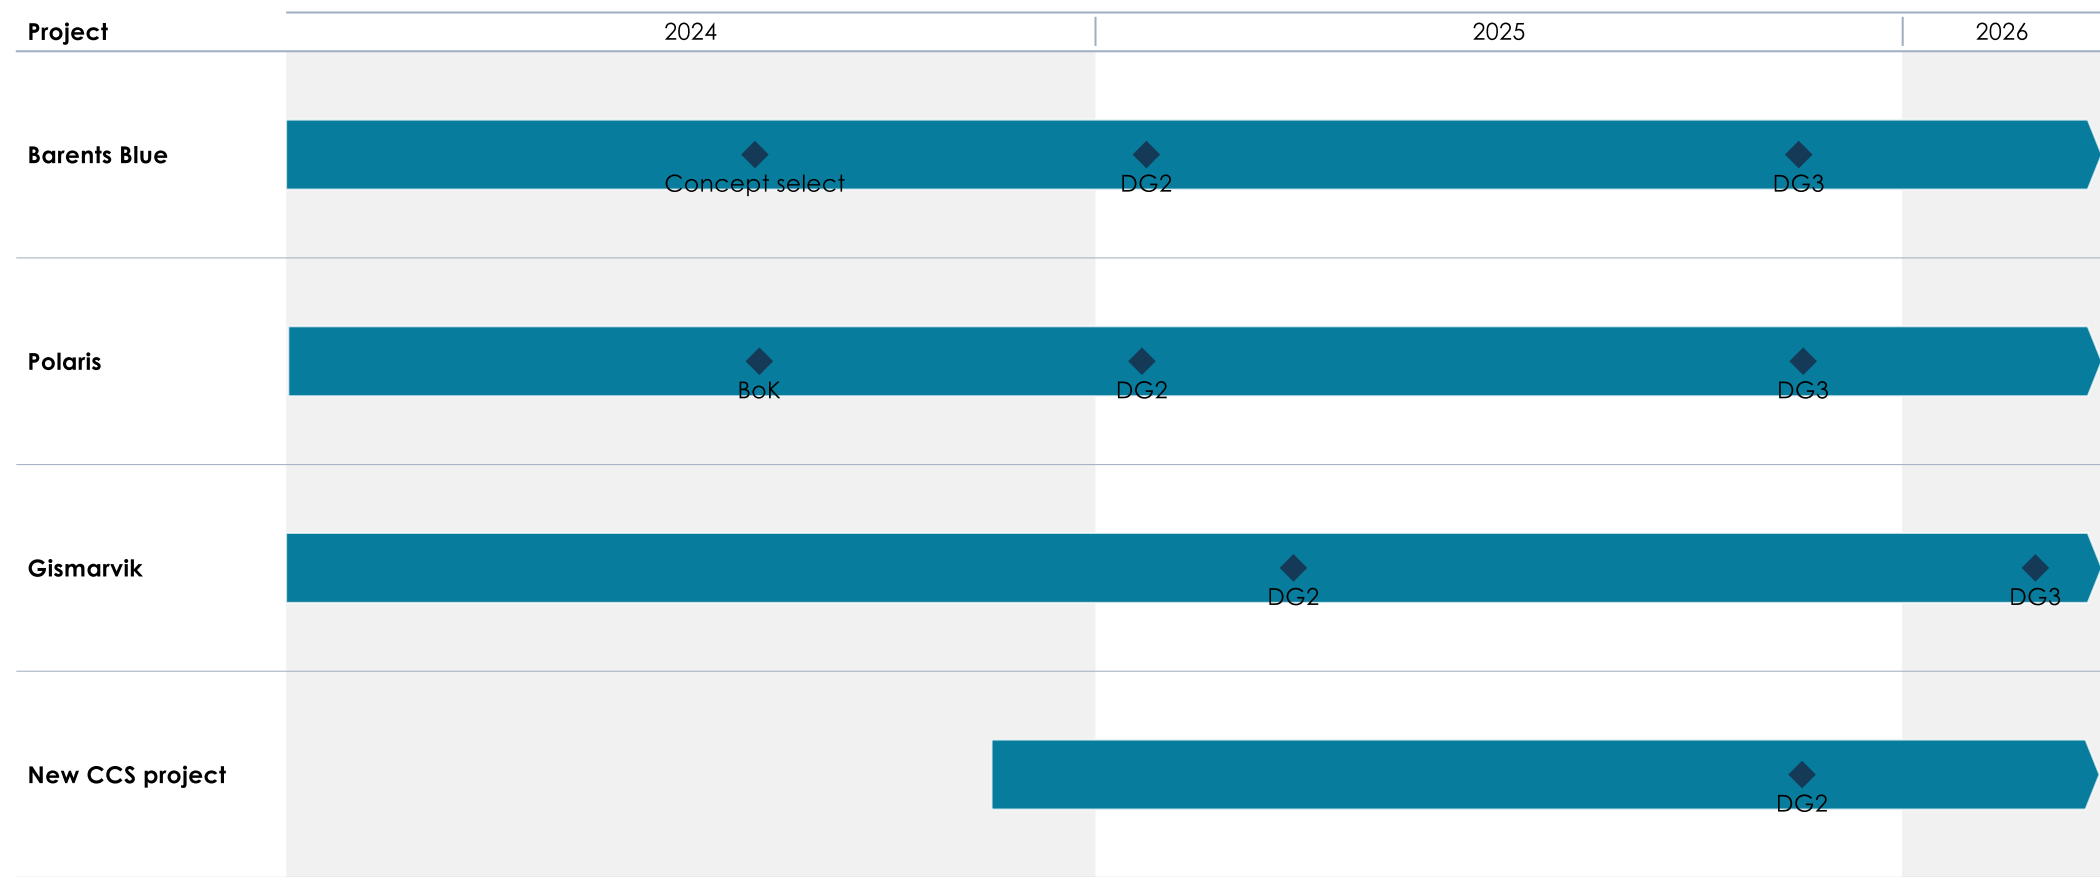 Project 2024 2025 2026
Barents Blue
Concept select DG2 DG3
Polaris
BoK DG2 DG3
Gismarvik
DG2 DG3
New CCS project
DG2